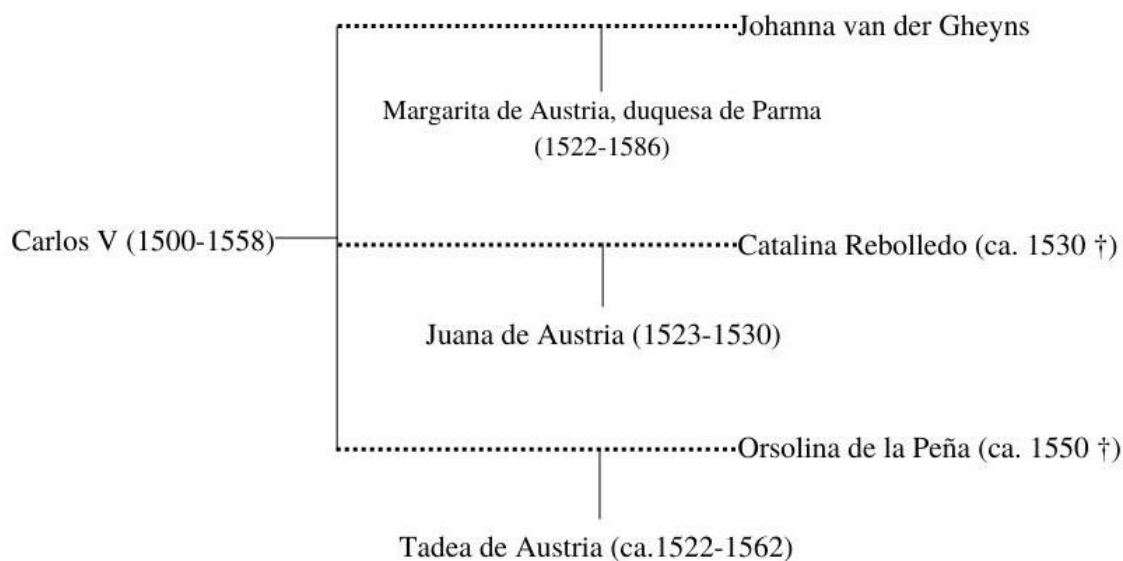 Johanna van der Gheyns
Margarita de Austria, duquesa de Parma
(1522-1586)
Carlos V (1500-1558)
Catalina Rebolledo (ca. 1530 †)
Juana de Austria (1523-1530)
Orsolina de la Peña (ca. 1550 †)
Tadea de Austria (ca.1522-1562)